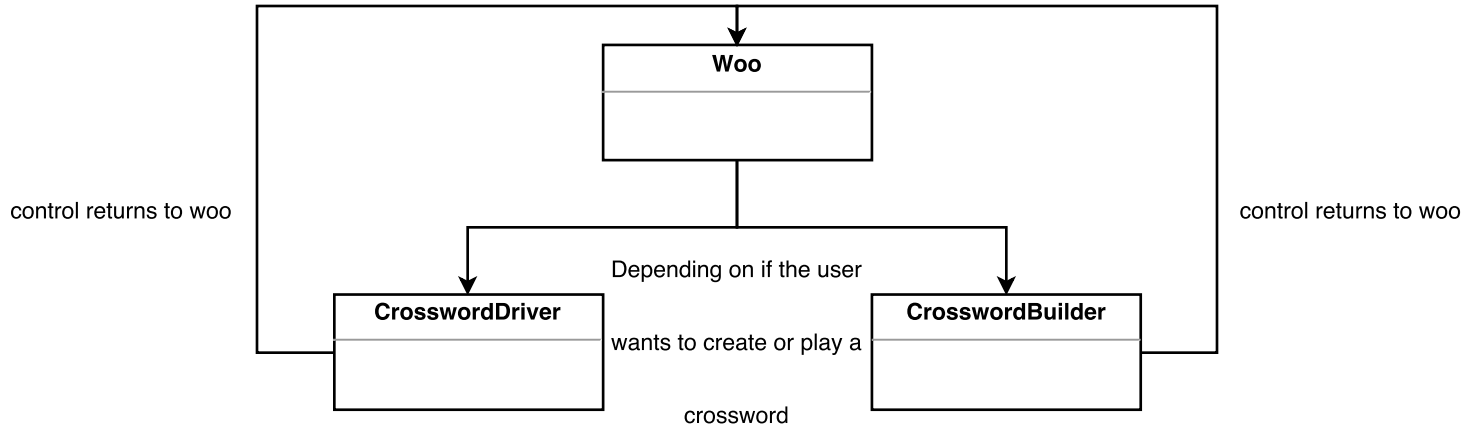 Woo
control returns to woo
control returns to woo
Depending on if the user
wants to create or play a
crossword
CrosswordDriver
CrosswordBuilder